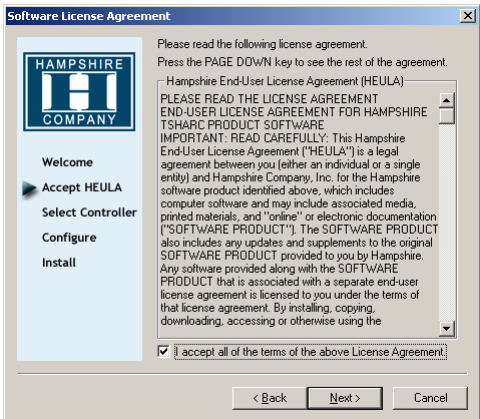 Software License Agreement
Please read the following license agreement.
Press the PAGE DOWN key to see the rest of the agreement.
HAMPSHIRE
H
COMPANY
Welcome
Accept HEULA
Select Controller
Configure
Install
Hampshire End-User License Agreement (HEULA)
PLEASE READ THE LICENSE AGREEMENT
END-USER LICENSE AGREEMENT FOR HAMPSHIRE
TSHARC PRODUCT SOFTWARE
IMPORTANT: READ CAREFULLY: This Hampshire
End-User License Agreement ("HEULA") is a legal
agreement between you (either an individual or a single
entity) and Hampshire Company, Inc. for the Hampshire
software product identified above, which includes
computer software and may include associated media,
printed materials, and "online" or electronic documentation
("SOFTWARE PRODUCT"). The SOFTWARE PRODUCT
also includes any updates and supplements to the original
SOFTWARE PRODUCT provided to you by Hampshire.
Any software provided along with the SOFTWARE
PRODUCT that is associated with a separate end-user
license agreement is licensed to you under the terms of
that license agreement. By installing, copying,
downloading, accessing or otherwise using the
I accept all of the terms of the above License Agreement.
< Back
Next >
Cancel